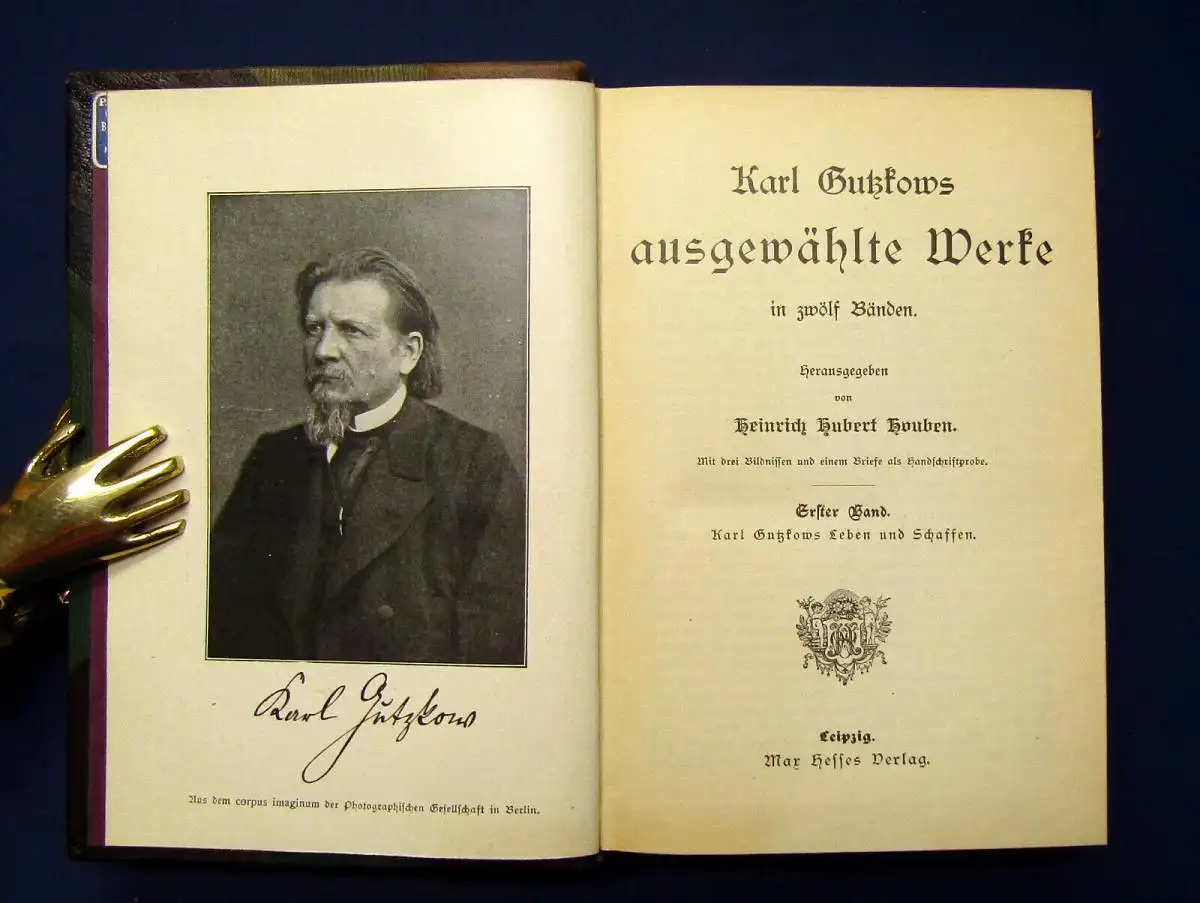 Karl Gutzkow
Aus dem corpus imaginum der Photographischen Gesellschaft in Berlin.
Karl Gutzkows
ausgewählte Werke
in zwölf Bänden.
Herausgegeben
von
Heinrich Hubert Houben.
Mit drei Bildnissen und einem Briefe als Handschriftprobe.
Erster Band.
Karl Gutzkows Leben und Schaffen.
Leipzig.
Max Hesses Verlag.